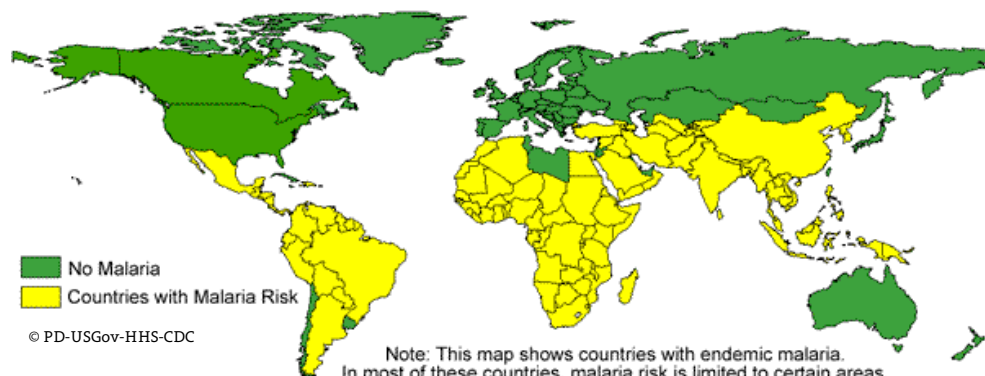 No Malaria
Countries with Malaria Risk
© PD-USGov-HHS-CDC
Note: This map shows countries with endemic malaria.
In most of these countries, malaria risk is limited to certain areas